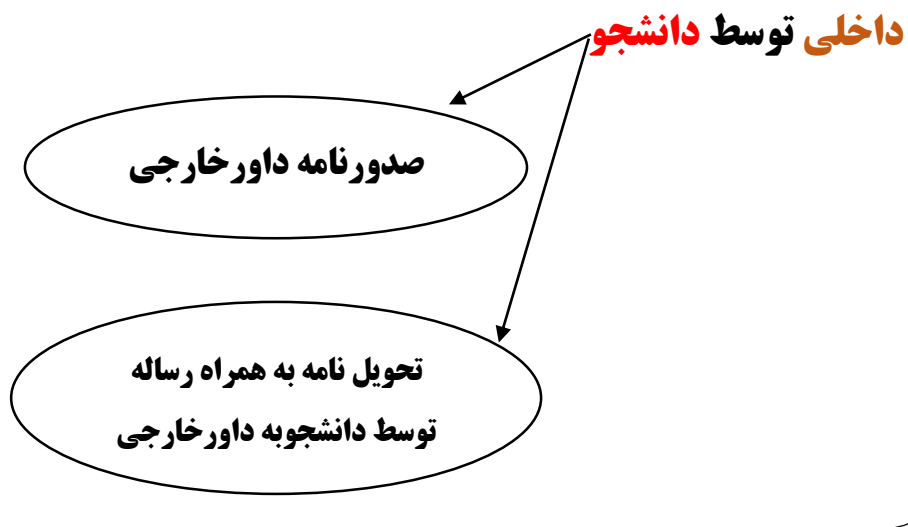 داخلی توسط دانشجو
صدورنامه داورخارجی
تحویل نامه به همراه رساله
توسط دانشجوبه داورخارجی